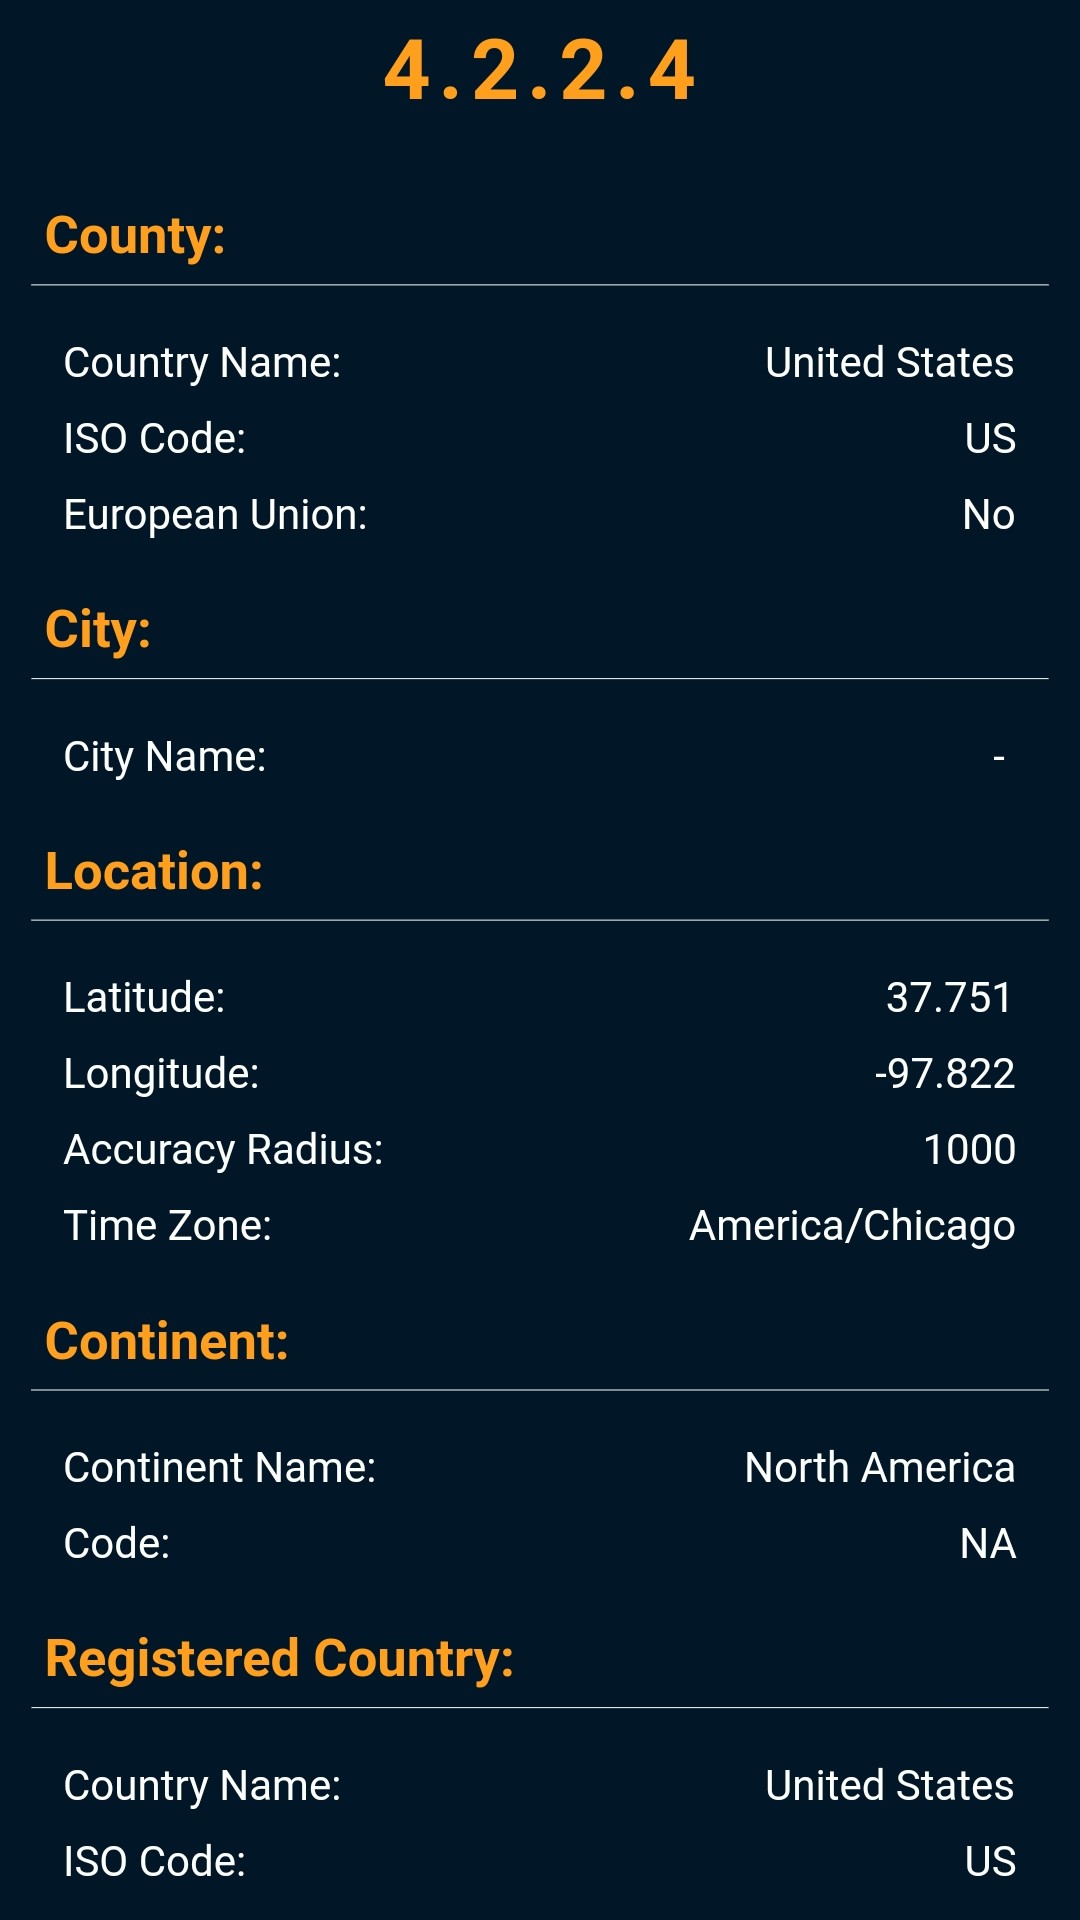 4.2.2.4
County:
Country Name: United States
ISO Code: US
European Union: No
City:
City Name: -
Location:
Latitude: 37.751
Longitude: -97.822
Accuracy Radius: 1000
Time Zone: America/Chicago
Continent:
Continent Name: North America
Code: NA
Registered Country:
Country Name: United States
ISO Code: US